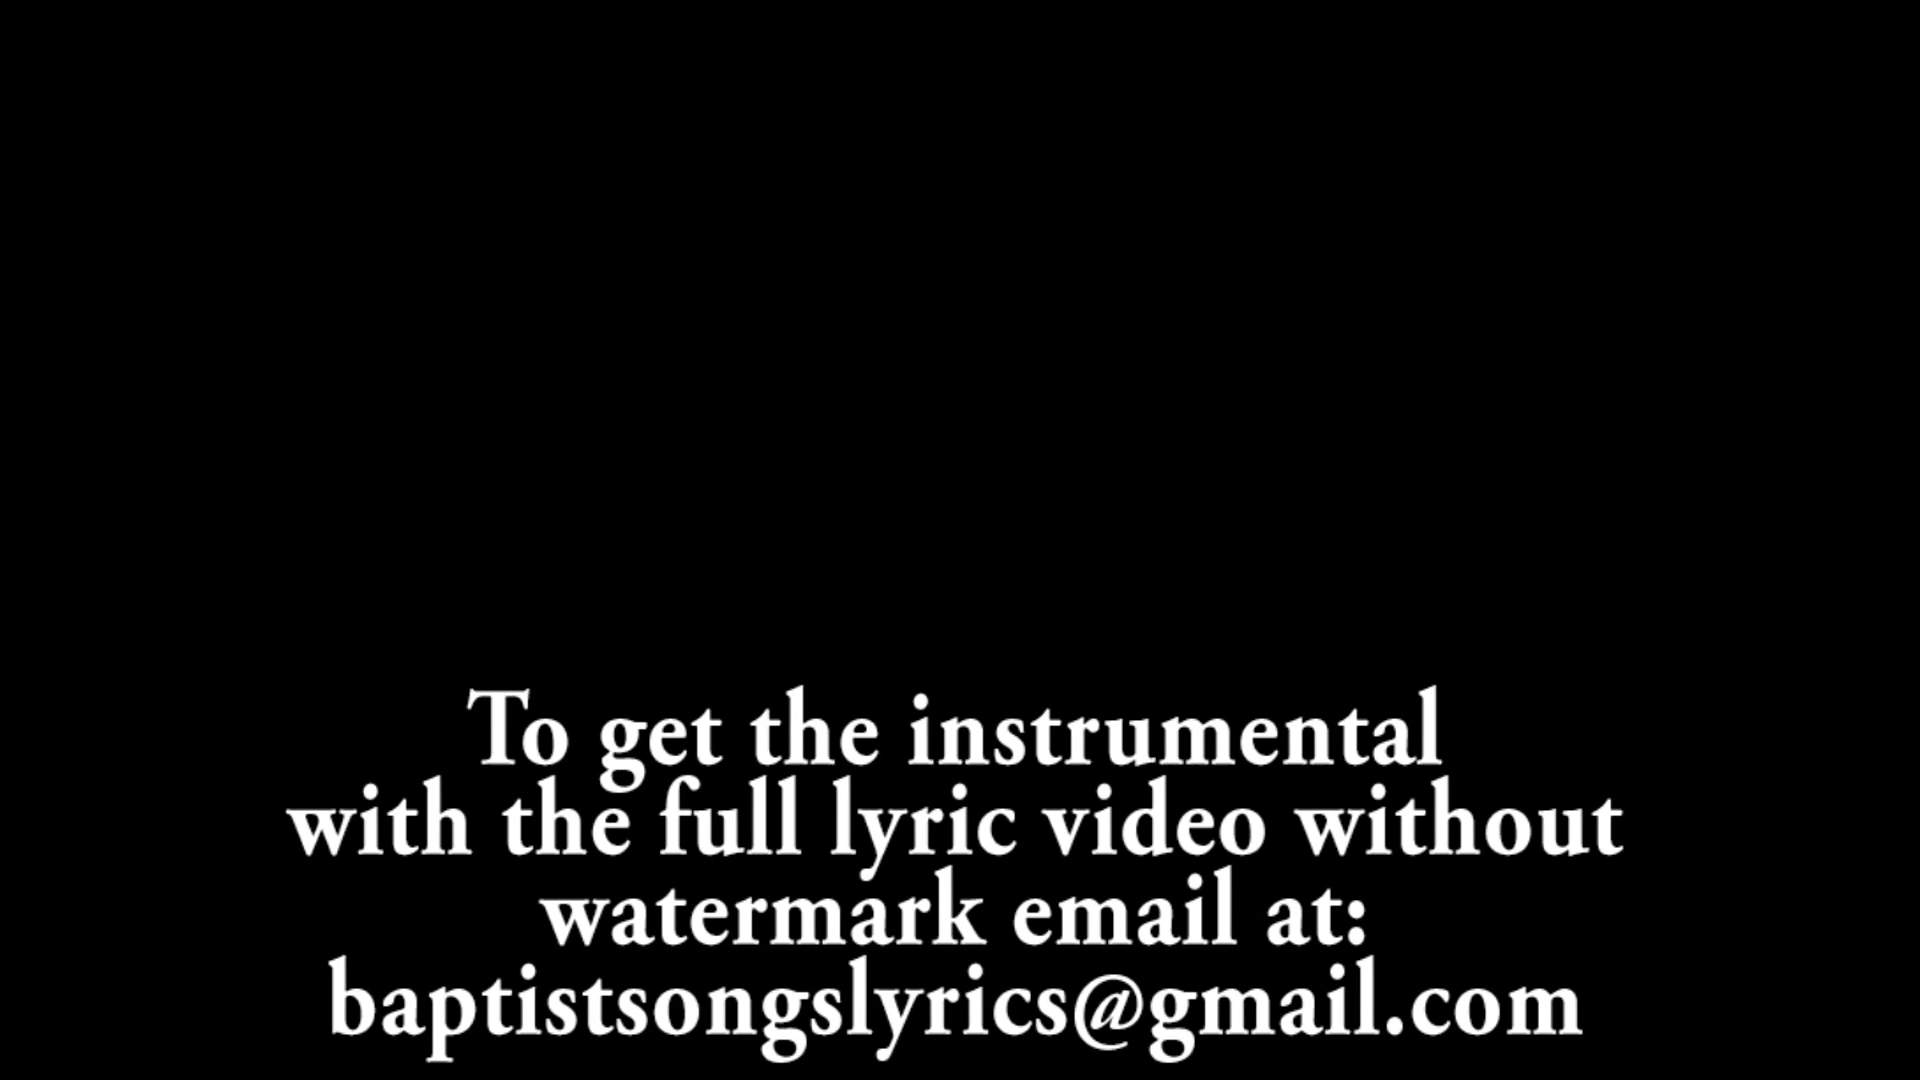 To get the instrumental
with the full lyric video without
watermark email at:
baptistsongslyrics@gmail.com